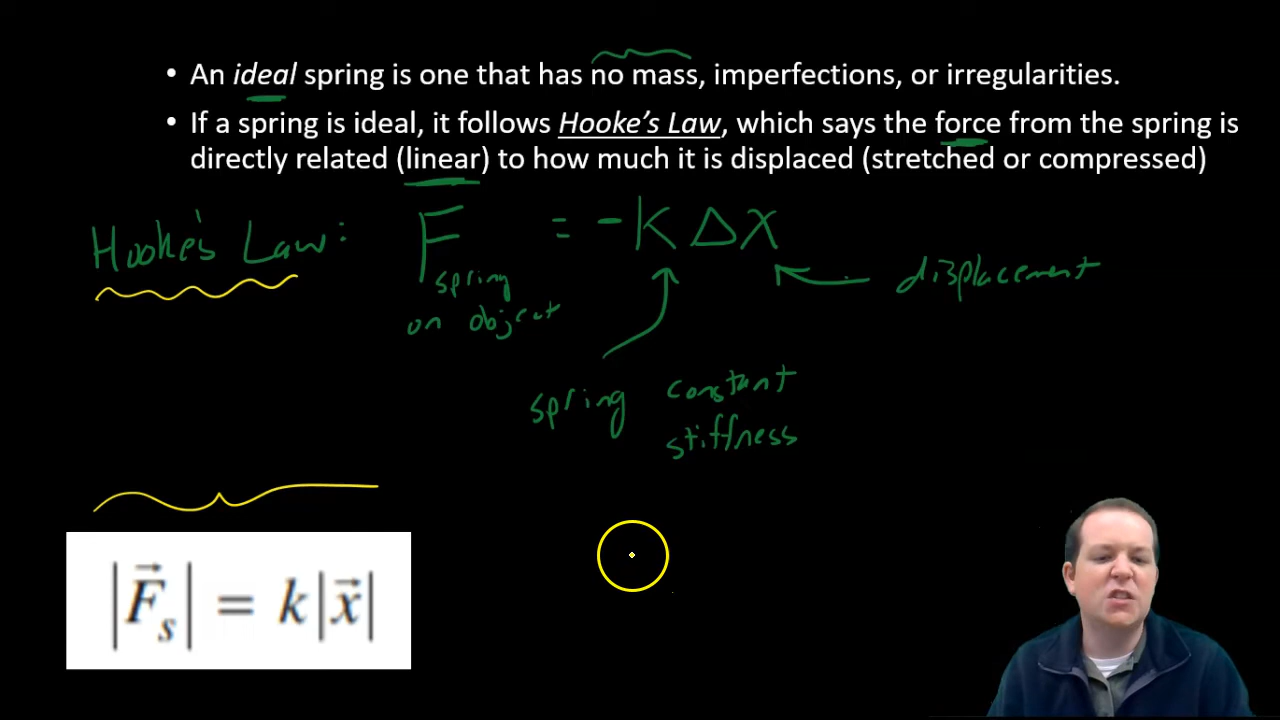 • An ideal spring is one that has no mass, imperfections, or irregularities.
• If a spring is ideal, it follows Hooke's Law, which says the force from the spring is
directly related (linear) to how much it is displaced (stretched or compressed)
Hooke's Law: F = -K Δx
spring
on object
displacement
spring constant
stiffness
|F⃗ₛ| = k|x⃗|